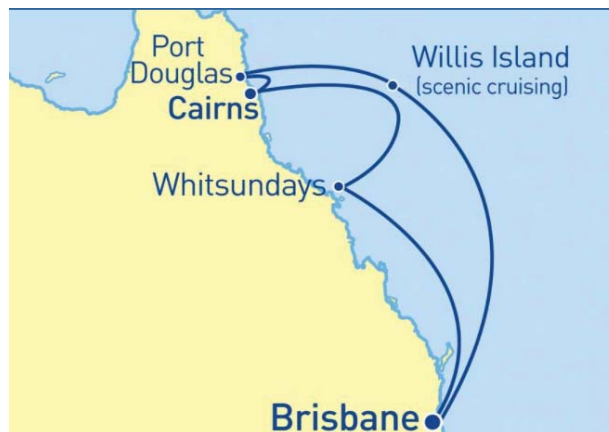 Port
Douglas
Cairns
Willis Island
(scenic cruising)
Whitsundays
Brisbane